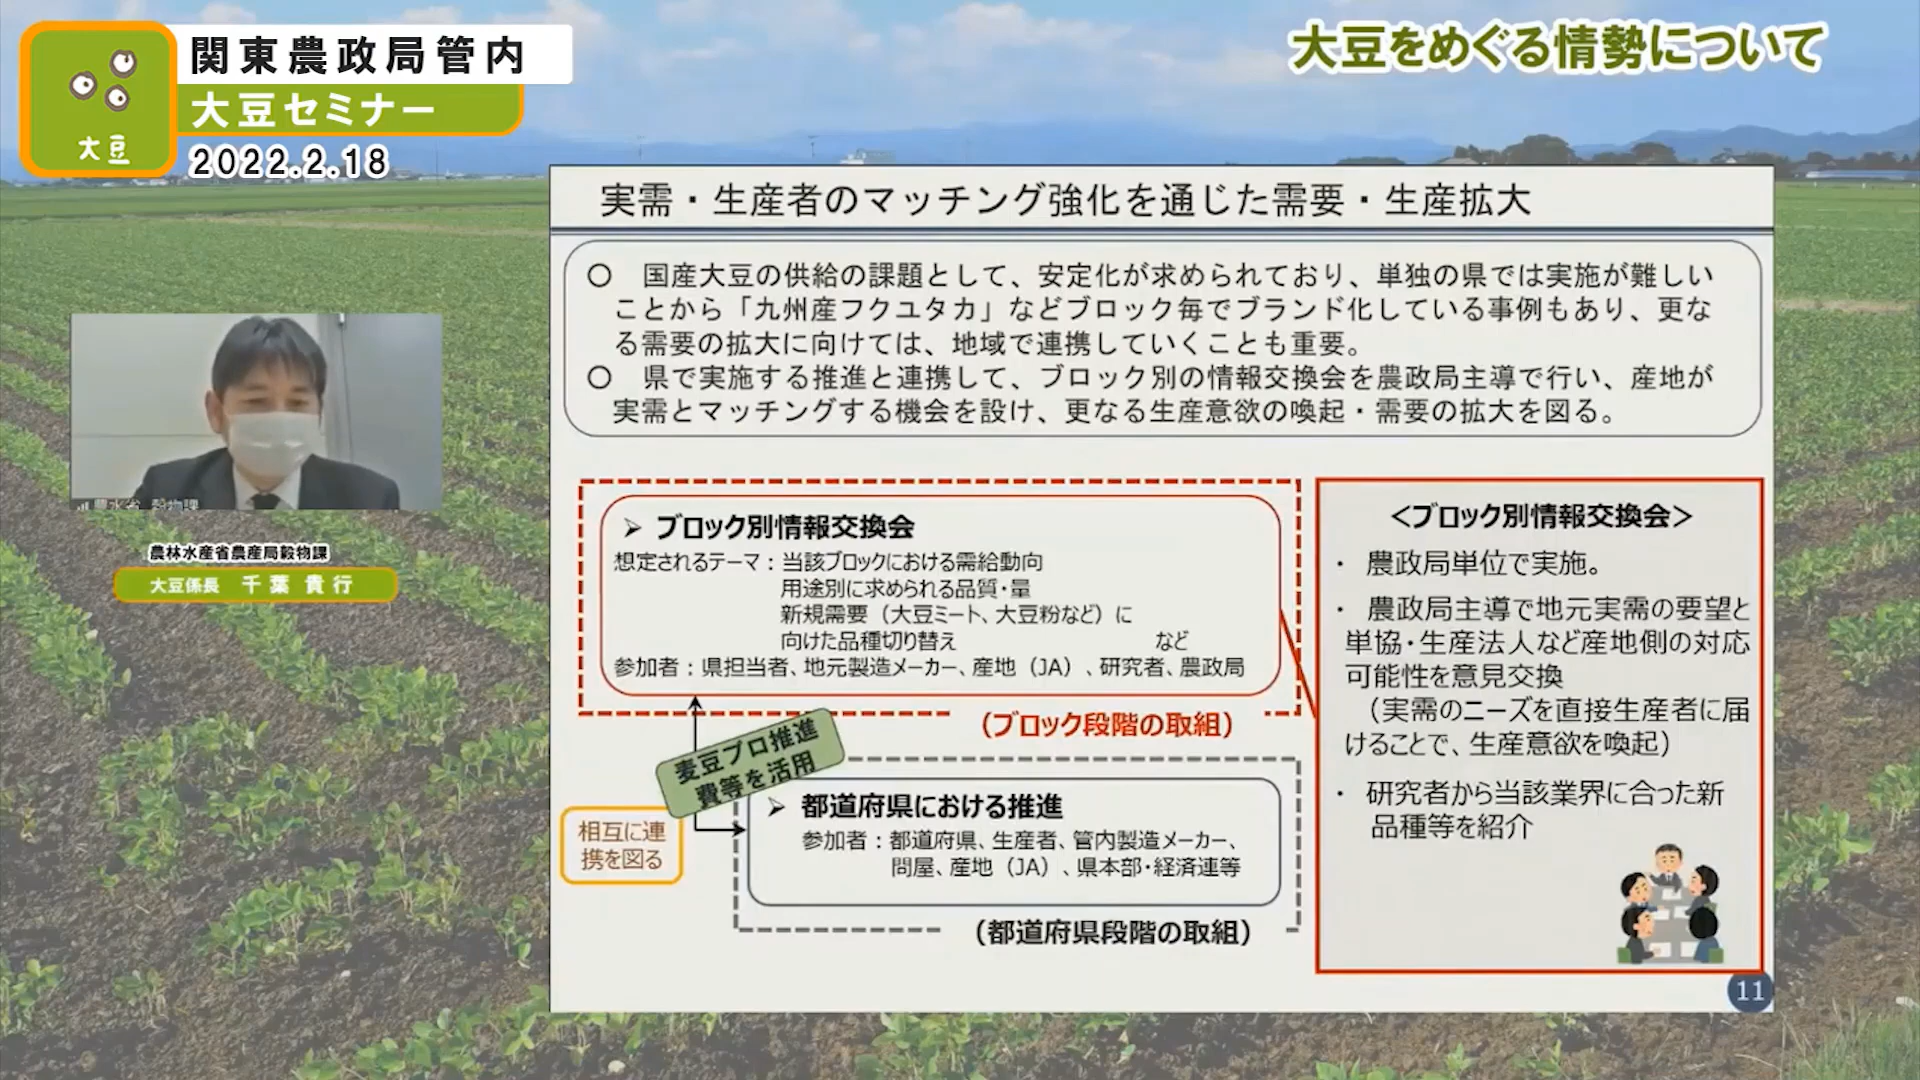 関東農政局管内
大豆セミナー
大豆
2022.2.18
大豆をめぐる情勢について
実需・生産者のマッチング強化を通じた需要・生産拡大
○ 国産大豆の供給の課題として、安定化が求められており、単独の県では実施が難しい
ことから「九州産フクユタカ」などブロック毎でブランド化している事例もあり、更な
る需要の拡大に向けては、地域で連携していくことも重要。
○ 県で実施する推進と連携して、ブロック別の情報交換会を農政局主導で行い、産地が
実需とマッチングする機会を設け、更なる生産意欲の喚起・需要の拡大を図る。
農水省 穀物課
農林水産省農産局穀物課
大豆係長 千葉 貴行
➢ ブロック別情報交換会
想定されるテーマ：当該ブロックにおける需給動向
用途別に求められる品質・量
新規需要（大豆ミート、大豆粉など）に
向けた品種切り替え など
参加者：県担当者、地元製造メーカー、産地（JA）、研究者、農政局
（ブロック段階の取組）
麦豆プロ推進
費等を活用
相互に連
携を図る
➢ 都道府県における推進
参加者：都道府県、生産者、管内製造メーカー、
問屋、産地（JA）、県本部・経済連等
（都道府県段階の取組）
＜ブロック別情報交換会＞
・ 農政局単位で実施。
・ 農政局主導で地元実需の要望と
単協・生産法人など産地側の対応
可能性を意見交換
（実需のニーズを直接生産者に届
けることで、生産意欲を喚起）
・ 研究者から当該業界に合った新
品種等を紹介
11